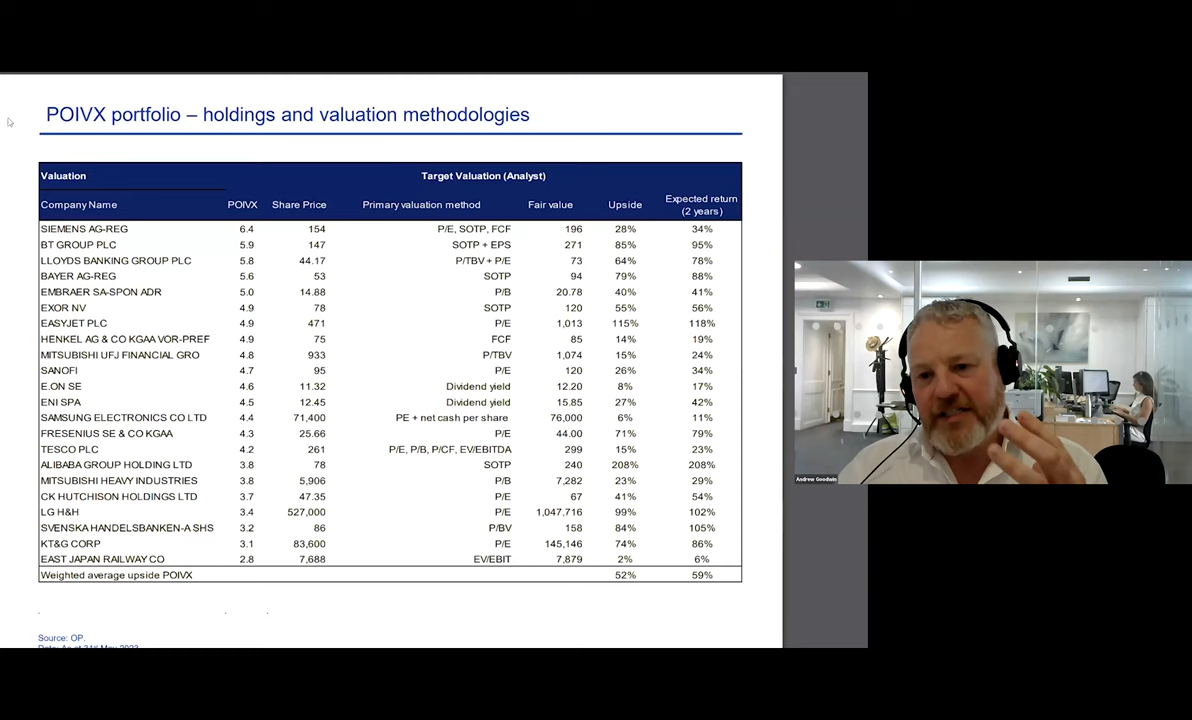 POIVX portfolio – holdings and valuation methodologies
Valuation Target Valuation (Analyst)
Company Name POIVX Share Price Primary valuation method Fair value Upside Expected return (2 years)
SIEMENS AG-REG 6.4 154 P/E, SOTP, FCF 196 28% 34%
BT GROUP PLC 5.9 147 SOTP + EPS 271 85% 95%
LLOYDS BANKING GROUP PLC 5.8 44.17 P/TBV + P/E 73 64% 78%
BAYER AG-REG 5.6 53 SOTP 94 79% 88%
EMBRAER SA-SPON ADR 5.0 14.88 P/B 20.78 40% 41%
EXOR NV 4.9 78 SOTP 120 55% 56%
EASYJET PLC 4.9 471 P/E 1,013 115% 118%
HENKEL AG & CO KGAA VOR-PREF 4.9 75 FCF 85 14% 19%
MITSUBISHI UFJ FINANCIAL GRO 4.8 933 P/TBV 1,074 15% 24%
SANOFI 4.7 95 P/E 120 26% 34%
E.ON SE 4.6 11.32 Dividend yield 12.20 8% 17%
ENI SPA 4.5 12.45 Dividend yield 15.85 27% 42%
SAMSUNG ELECTRONICS CO LTD 4.4 71,400 PE + net cash per share 76,000 6% 11%
FRESENIUS SE & CO KGAA 4.3 25.66 P/E 44.00 71% 79%
TESCO PLC 4.2 261 P/E, P/B, P/CF, EV/EBITDA 299 15% 23%
ALIBABA GROUP HOLDING LTD 3.8 78 SOTP 240 208% 208%
MITSUBISHI HEAVY INDUSTRIES 3.8 5,906 P/B 7,282 23% 29%
CK HUTCHISON HOLDINGS LTD 3.7 47.35 P/E 67 41% 54%
LG H&H 3.4 527,000 P/E 1,047,716 99% 102%
SVENSKA HANDELSBANKEN-A SHS 3.2 86 P/BV 158 84% 105%
KT&G CORP 3.1 83,600 P/E 145,146 74% 86%
EAST JAPAN RAILWAY CO 2.8 7,688 EV/EBIT 7,879 2% 6%
Weighted average upside POIVX 52% 59%
Source: OP.
Data: As at 31st May 2023
Andrew Goodwin